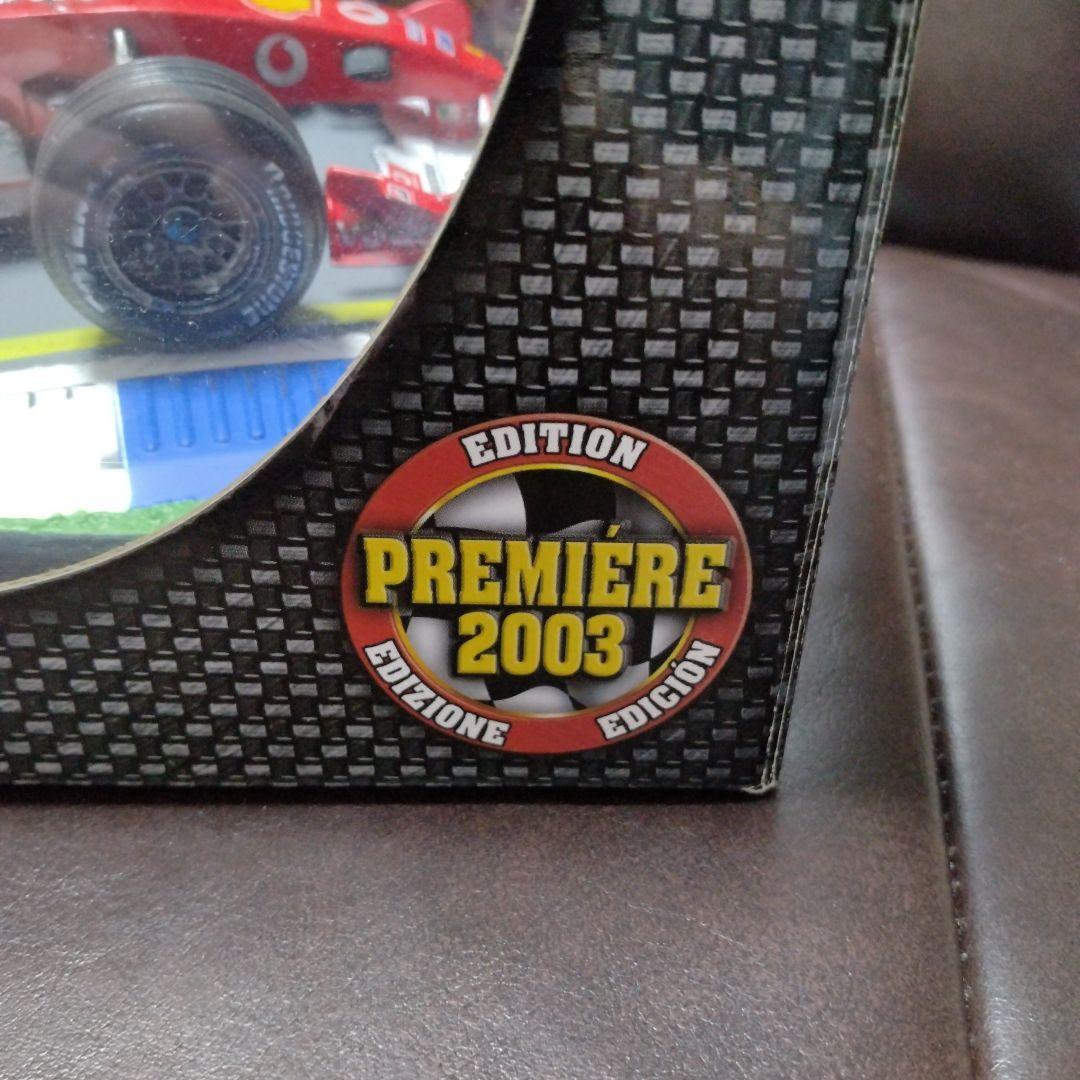 EDITION
PREMIÉRE
2003
EDIZIONE
EDICIÓN